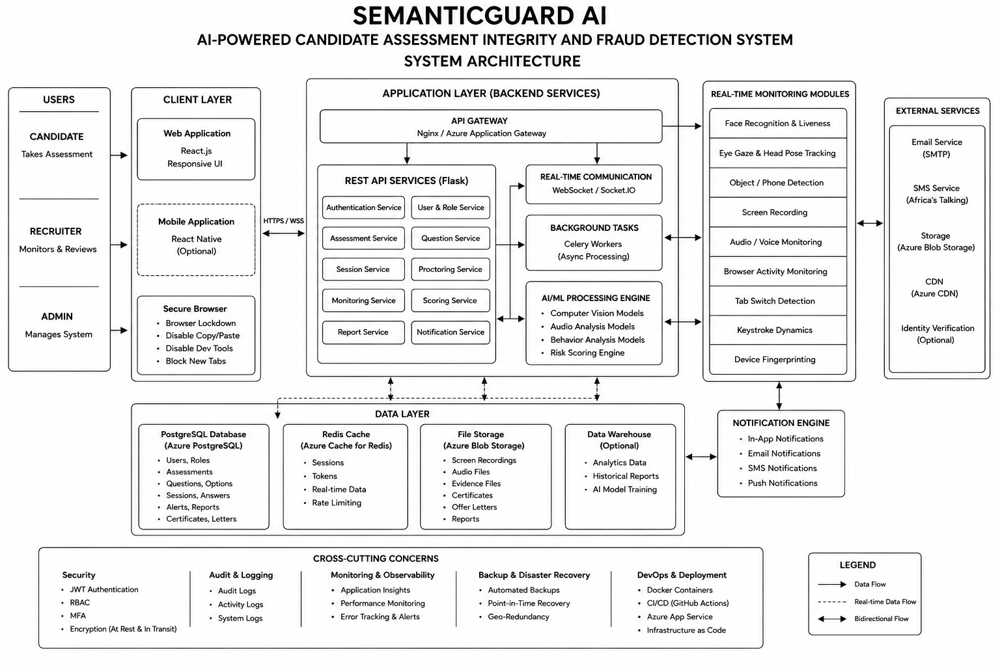 SEMANTICGUARD AI
AI-POWERED CANDIDATE ASSESSMENT INTEGRITY AND FRAUD DETECTION SYSTEM
SYSTEM ARCHITECTURE
USERS
CANDIDATE
Takes Assessment
RECRUITER
Monitors & Reviews
ADMIN
Manages System
CLIENT LAYER
Web Application
React.js
Responsive UI
Mobile Application
React Native
(Optional)
Secure Browser
• Browser Lockdown
• Disable Copy/Paste
• Disable Dev Tools
• Block New Tabs
HTTPS / WSS
APPLICATION LAYER (BACKEND SERVICES)
API GATEWAY
Nginx / Azure Application Gateway
REST API SERVICES (Flask)
Authentication Service
User & Role Service
Assessment Service
Question Service
Session Service
Proctoring Service
Monitoring Service
Scoring Service
Report Service
Notification Service
REAL-TIME COMMUNICATION
WebSocket / Socket.IO
BACKGROUND TASKS
Celery Workers
(Async Processing)
AI/ML PROCESSING ENGINE
• Computer Vision Models
• Audio Analysis Models
• Behavior Analysis Models
• Risk Scoring Engine
REAL-TIME MONITORING MODULES
Face Recognition & Liveness
Eye Gaze & Head Pose Tracking
Object / Phone Detection
Screen Recording
Audio / Voice Monitoring
Browser Activity Monitoring
Tab Switch Detection
Keystroke Dynamics
Device Fingerprinting
EXTERNAL SERVICES
Email Service
(SMTP)
SMS Service
(Africa's Talking)
Storage
(Azure Blob Storage)
CDN
(Azure CDN)
Identity Verification
(Optional)
DATA LAYER
PostgreSQL Database
(Azure PostgreSQL)
• Users, Roles
• Assessments
• Questions, Options
• Sessions, Answers
• Alerts, Reports
• Certificates, Letters
Redis Cache
(Azure Cache for Redis)
• Sessions
• Tokens
• Real-time Data
• Rate Limiting
File Storage
(Azure Blob Storage)
• Screen Recordings
• Audio Files
• Evidence Files
• Certificates
• Offer Letters
• Reports
Data Warehouse
(Optional)
• Analytics Data
• Historical Reports
• AI Model Training
NOTIFICATION ENGINE
• In-App Notifications
• Email Notifications
• SMS Notifications
• Push Notifications
CROSS-CUTTING CONCERNS
Security
• JWT Authentication
• RBAC
• MFA
• Encryption (At Rest & In Transit)
Audit & Logging
• Audit Logs
• Activity Logs
• System Logs
Monitoring & Observability
• Application Insights
• Performance Monitoring
• Error Tracking & Alerts
Backup & Disaster Recovery
• Automated Backups
• Point-in-Time Recovery
• Geo-Redundancy
DevOps & Deployment
• Docker Containers
• CI/CD (GitHub Actions)
• Azure App Service
• Infrastructure as Code
LEGEND
Data Flow
Real-time Data Flow
Bidirectional Flow